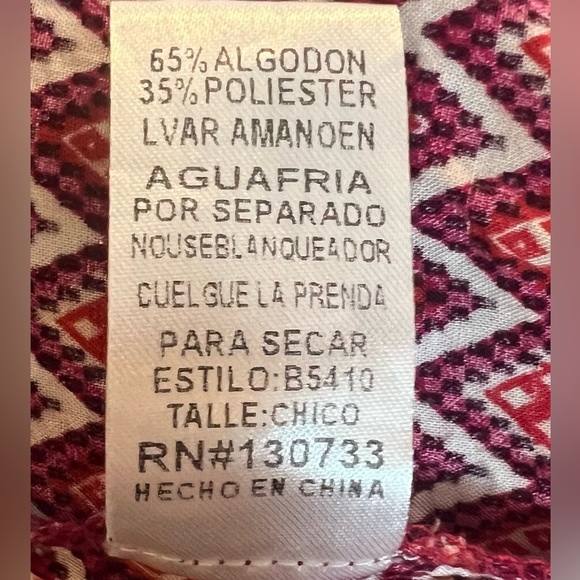 65% ALGODON
35% POLIESTER
LVAR AMANOEN
AGUAFRIA
POR SEPARADO
NOUSEBLANQUEADOR
CUELGUE LA PRENDA
PARA SECAR
ESTILO:B5410
TALLE:CHICO
RN#130733
HECHO EN CHINA